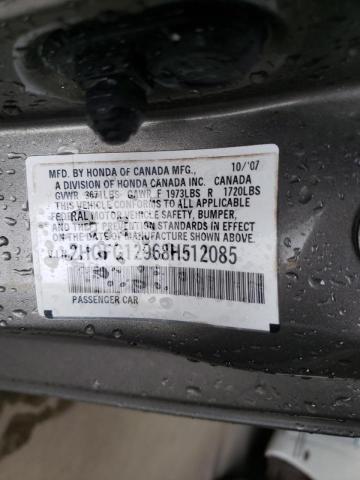 MFD. BY HONDA OF CANADA MFG., 10/'07
A DIVISION OF HONDA CANADA INC. CANADA
GVWR 3671LBS GAWR F 1973LBS R 1720LBS
THIS VEHICLE CONFORMS TO ALL APPLICABLE
FEDERAL MOTOR VEHICLE SAFETY, BUMPER,
AND THEFT PREVENTION STANDARDS IN EFFECT
ON THE DATE OF MANUFACTURE SHOWN ABOVE.
2HGFG12968H512085
PASSENGER CAR